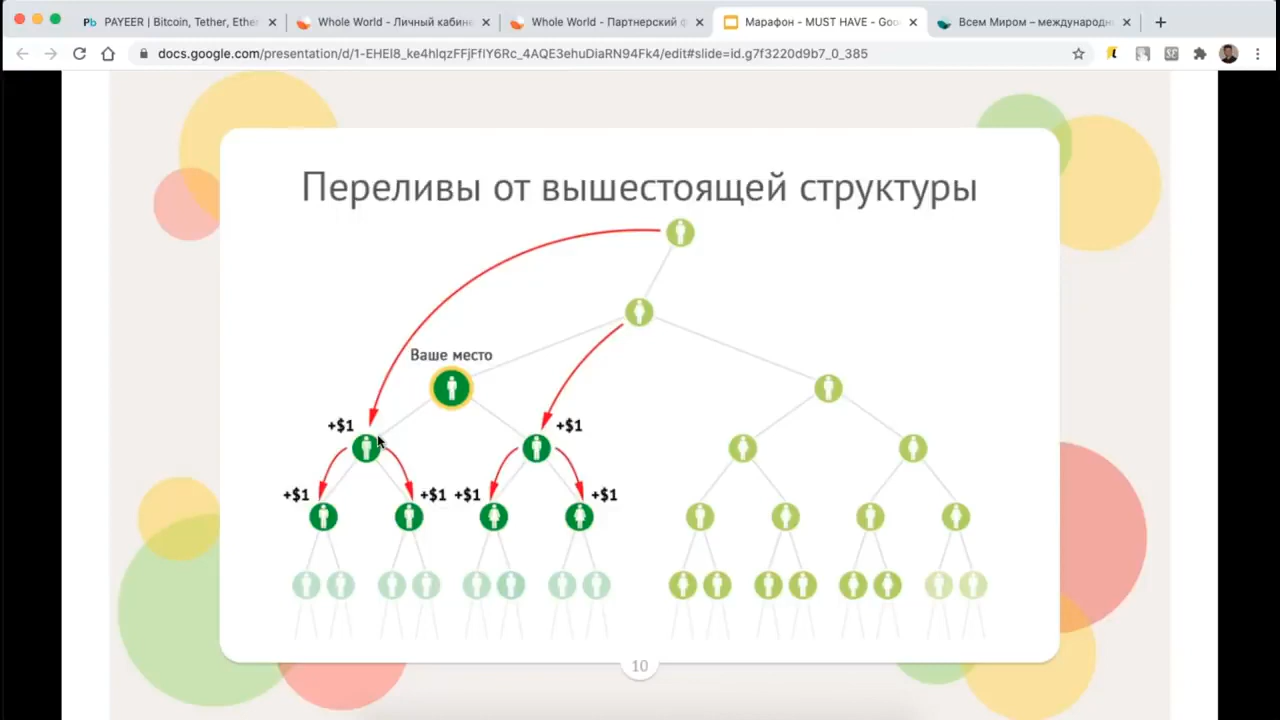 PAYEER | Bitcoin, Tether, Ether
Whole World - Личный кабине
Whole World - Партнерский ф
Марафон - MUST HAVE - Goo
Всем Миром – международн
docs.google.com/presentation/d/1-EHEl8_ke4hIqzFFjFfIY6Rc_4AQE3ehuDiaRN94Fk4/edit#slide=id.g7f3220d9b7_0_385
Переливы от вышестоящей структуры
Ваше место
+$1
+$1
+$1
+$1
+$1
+$1
10